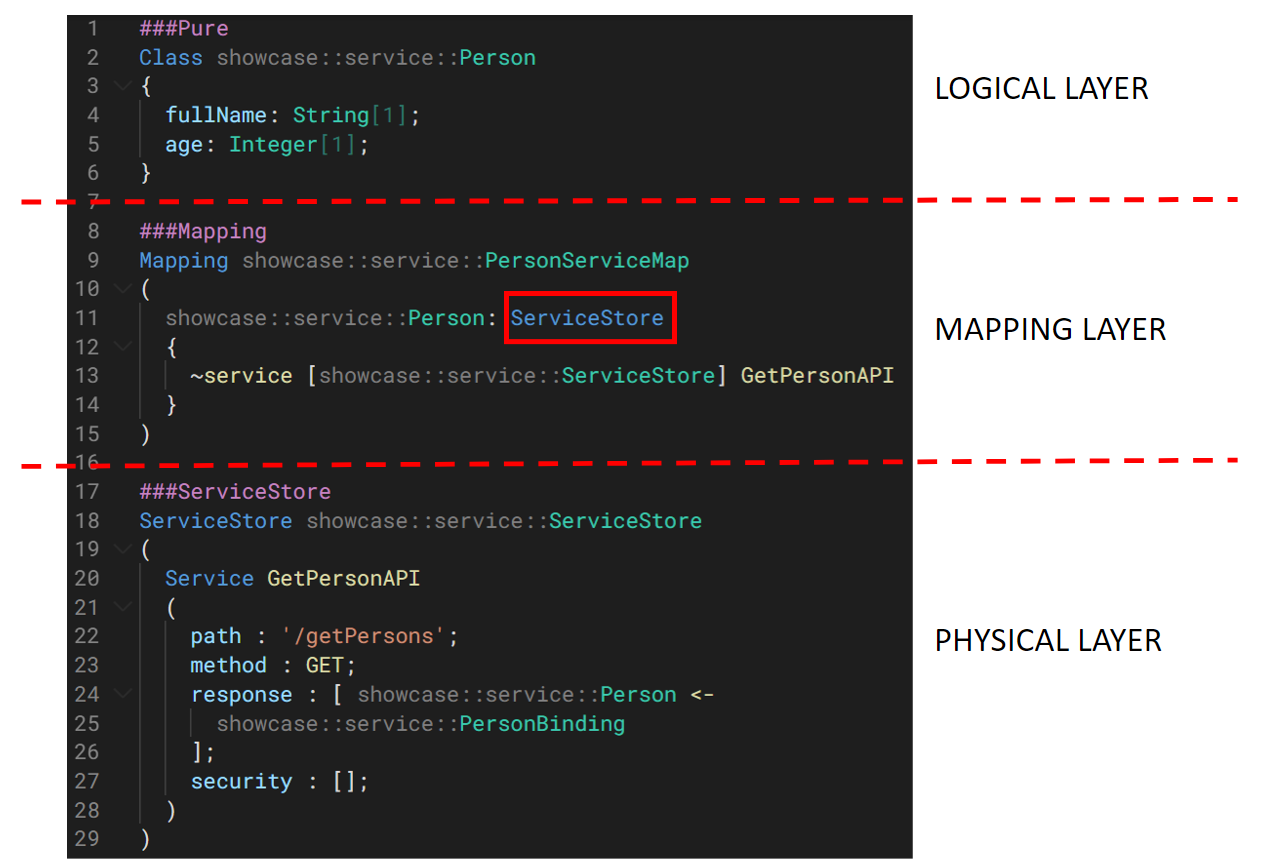 1 ###Pure
2 Class showcase::service::Person
3 {
4 fullName: String[1];
5 age: Integer[1];
6 }
7
LOGICAL LAYER
8 ###Mapping
9 Mapping showcase::service::PersonServiceMap
10 (
11 showcase::service::Person: ServiceStore
12 {
13 ~service [showcase::service::ServiceStore] GetPersonAPI
14 }
15 )
16
MAPPING LAYER
17 ###ServiceStore
18 ServiceStore showcase::service::ServiceStore
19 (
20 Service GetPersonAPI
21 (
22 path : '/getPersons';
23 method : GET;
24 response : [ showcase::service::Person <-
25 showcase::service::PersonBinding
26 ];
27 security : [];
28 )
29 )
PHYSICAL LAYER